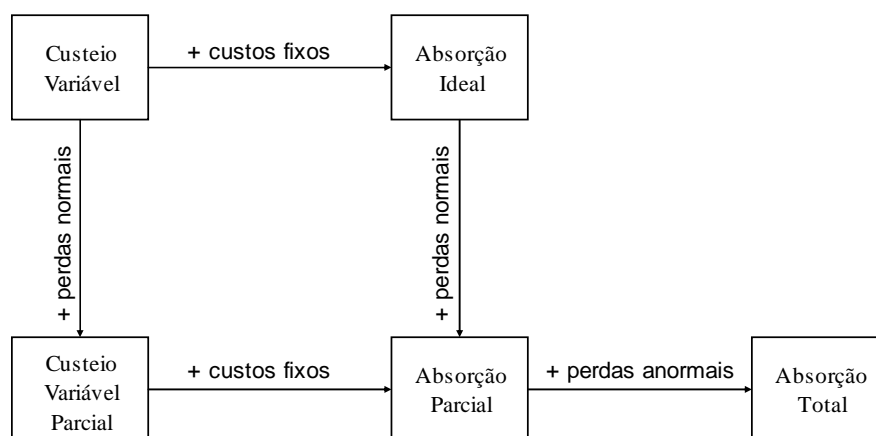 Custeio
Variável
+ custos fixos
Absorção
Ideal
+ perdas normais
+ perdas normais
Custeio
Variável
Parcial
+ custos fixos
Absorção
Parcial
+ perdas anormais
Absorção
Total